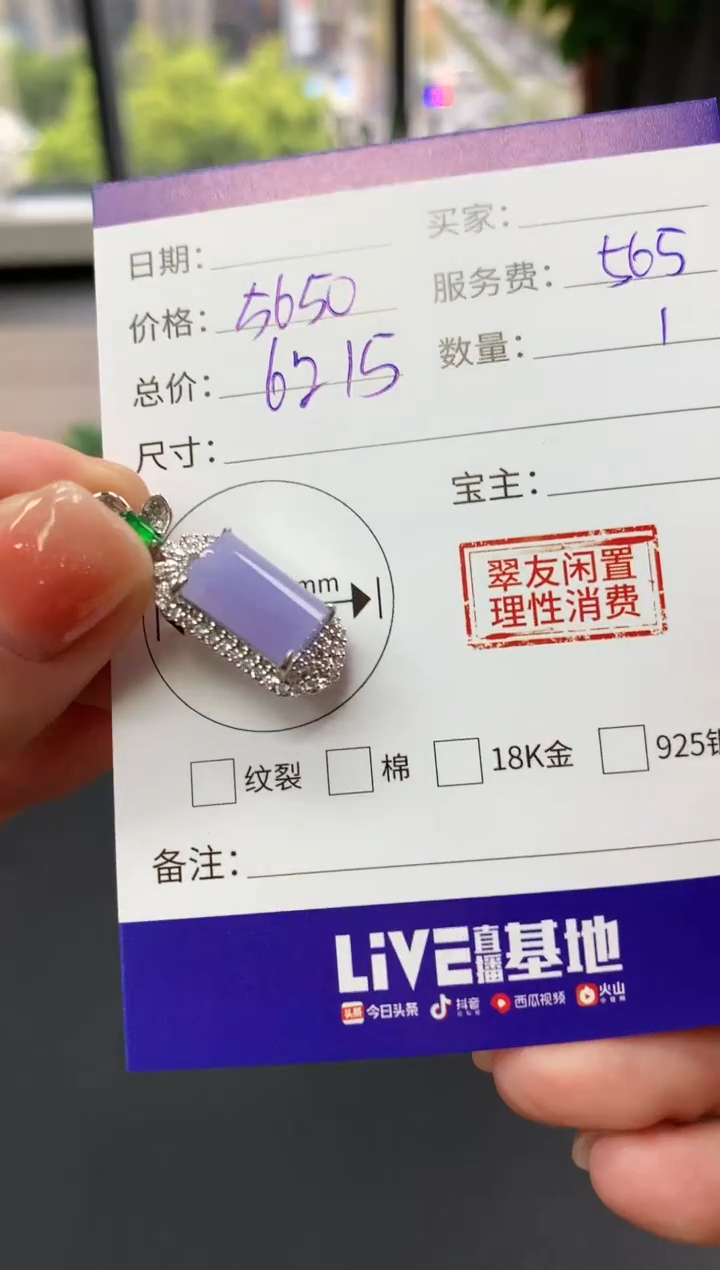 日期：
买家：
价格：5650
服务费：565
总价：6215
数量：1
尺寸：
宝主：
mm
翠友闲置
理性消费
纹裂 棉 18K金 925银
备注：
LiVE直播基地
头条 今日头条 抖音 西瓜视频 火山